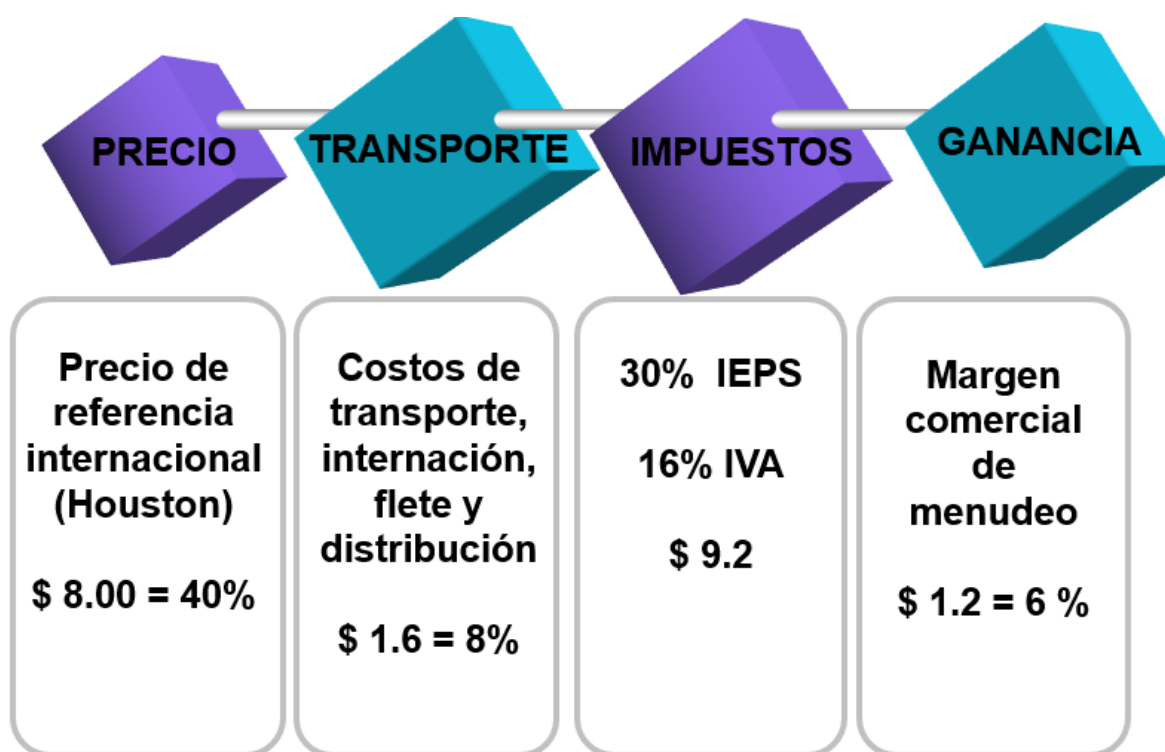 PRECIO
TRANSPORTE
IMPUESTOS
GANANCIA
Precio de
referencia
internacional
(Houston)
$ 8.00 = 40%
Costos de
transporte,
internación,
flete y
distribución
$ 1.6 = 8%
30% IEPS
16% IVA
$ 9.2
Margen
comercial
de
menudeo
$ 1.2 = 6 %